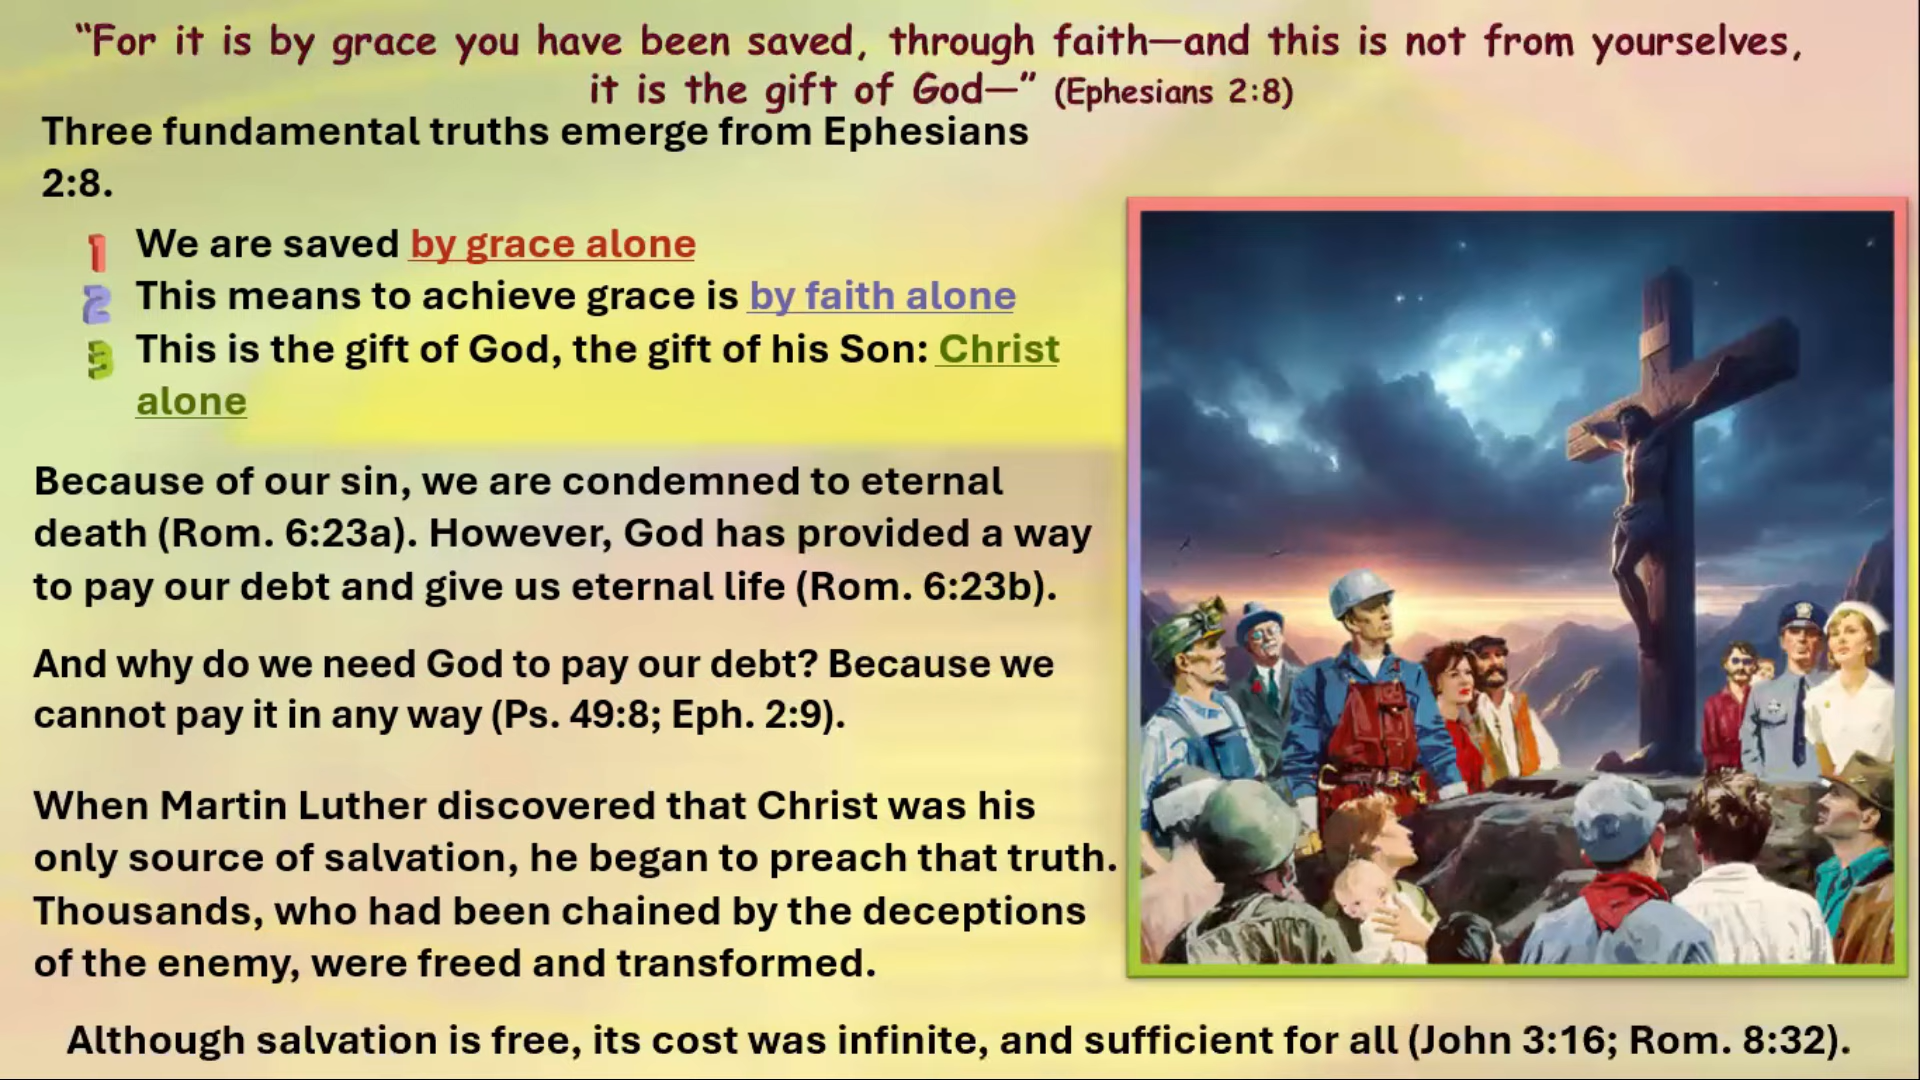 “For it is by grace you have been saved, through faith—and this is not from yourselves,
it is the gift of God—” (Ephesians 2:8)
Three fundamental truths emerge from Ephesians
2:8.
1 We are saved by grace alone
2 This means to achieve grace is by faith alone
3 This is the gift of God, the gift of his Son: Christ
alone
Because of our sin, we are condemned to eternal
death (Rom. 6:23a). However, God has provided a way
to pay our debt and give us eternal life (Rom. 6:23b).
And why do we need God to pay our debt? Because we
cannot pay it in any way (Ps. 49:8; Eph. 2:9).
When Martin Luther discovered that Christ was his
only source of salvation, he began to preach that truth.
Thousands, who had been chained by the deceptions
of the enemy, were freed and transformed.
Although salvation is free, its cost was infinite, and sufficient for all (John 3:16; Rom. 8:32).